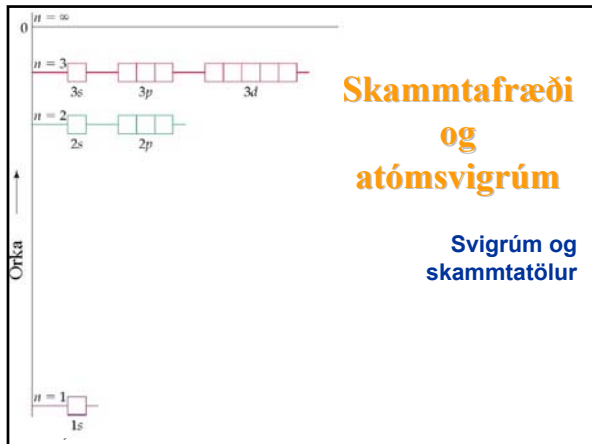 n = ∞
0
n = 3
3s 3p 3d
n = 2
2s 2p
Orka
n = 1
1s
Skammtafræði
og
atómsvigrúm
Svigrúm og
skammtatölur